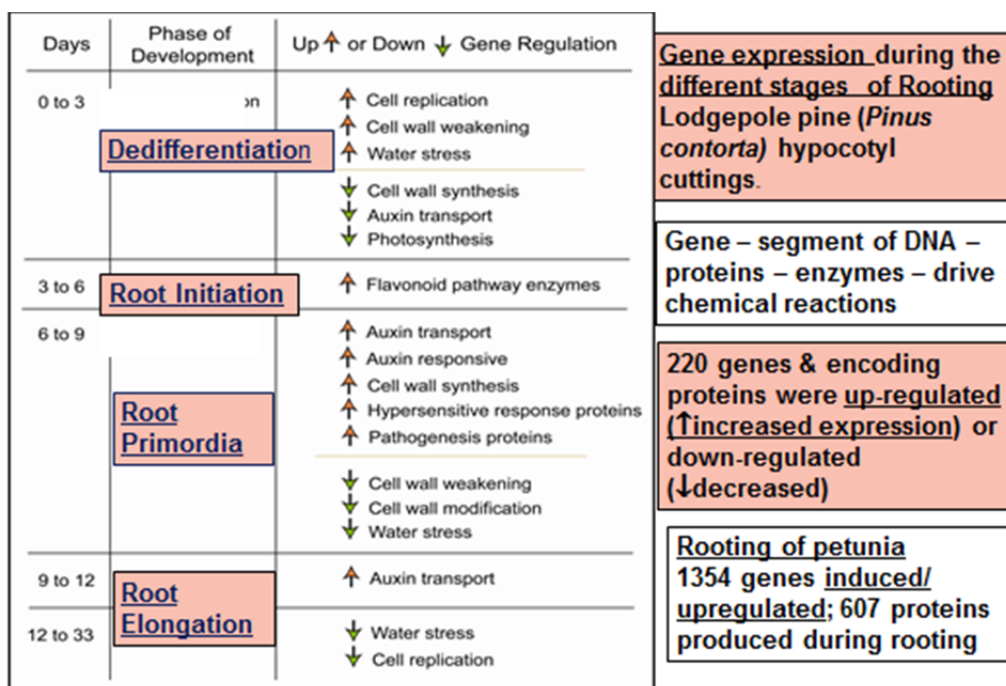 Days
Phase of
Development
Up ↑ or Down ↓ Gene Regulation
0 to 3
on
Dedifferentiation
↑ Cell replication
↑ Cell wall weakening
↑ Water stress
↓ Cell wall synthesis
↓ Auxin transport
↓ Photosynthesis
3 to 6
Root Initiation
↑ Flavonoid pathway enzymes
6 to 9
Root
Primordia
↑ Auxin transport
↑ Auxin responsive
↑ Cell wall synthesis
↑ Hypersensitive response proteins
↑ Pathogenesis proteins
↓ Cell wall weakening
↓ Cell wall modification
↓ Water stress
9 to 12
Root
Elongation
↑ Auxin transport
12 to 33
↓ Water stress
↓ Cell replication
Gene expression during the
different stages of Rooting
Lodgepole pine (Pinus
contorta) hypocotyl
cuttings.
Gene – segment of DNA –
proteins – enzymes – drive
chemical reactions
220 genes & encoding
proteins were up-regulated
(↑increased expression) or
down-regulated
(↓decreased)
Rooting of petunia
1354 genes induced/
upregulated; 607 proteins
produced during rooting